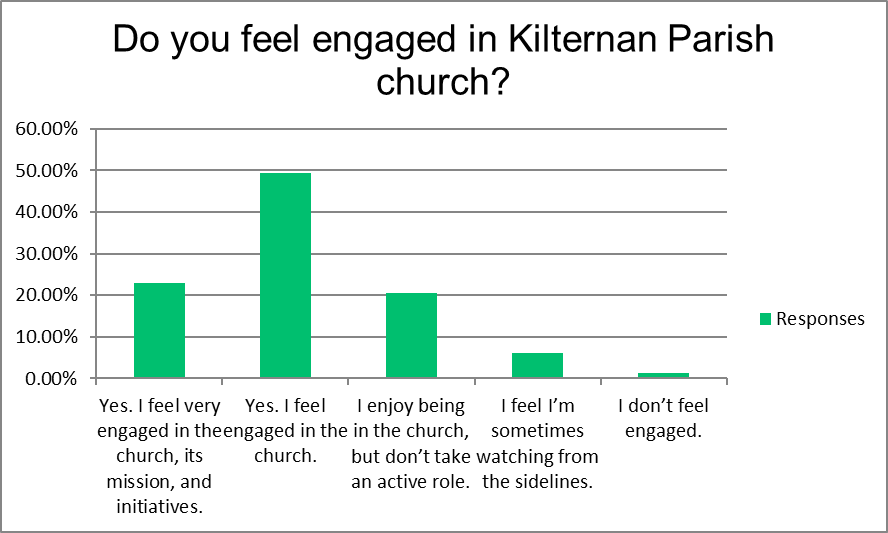 Do you feel engaged in Kilternan Parish
church?
60.00%
50.00%
40.00%
30.00%
20.00%
10.00%
0.00%
Yes. I feel very
engaged in the
church, its
mission, and
initiatives.
Yes. I feel
engaged in the
church.
I enjoy being
in the church,
but don’t take
an active role.
I feel I’m
sometimes
watching from
the sidelines.
I don’t feel
engaged.
Responses